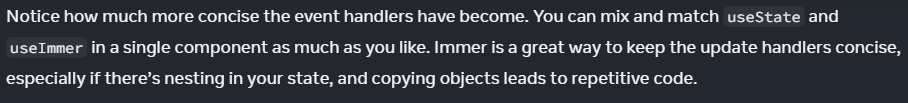 Notice how much more concise the event handlers have become. You can mix and match useState and
useImmer in a single component as much as you like. Immer is a great way to keep the update handlers concise,
especially if there’s nesting in your state, and copying objects leads to repetitive code.